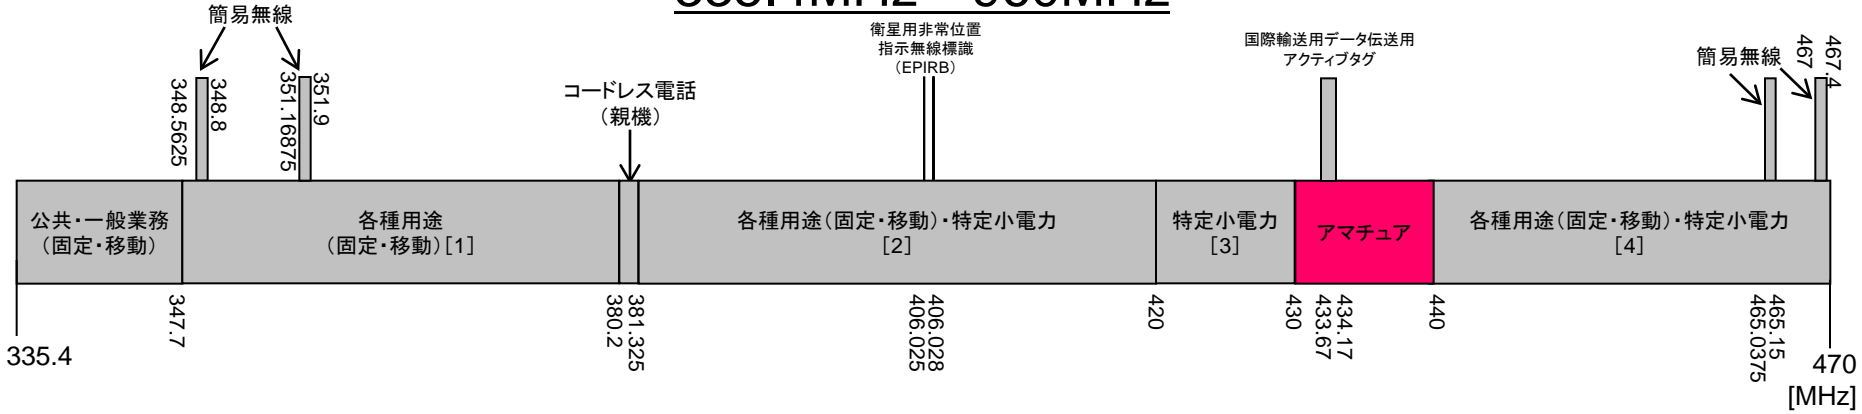 簡易無線
衛星用非常位置
指示無線標識
(EPIRB)
国際輸送用データ伝送用
アクティブタグ
簡易無線
コードレス電話
(親機)
348.5625
348.8
351.16875
351.9
467
467.4
公共・一般業務
(固定・移動)
各種用途
(固定・移動)[1]
各種用途(固定・移動)・特定小電力
[2]
特定小電力
[3]
アマチュア
各種用途(固定・移動)・特定小電力
[4]
335.4
347.7
380.2
381.325
406.025
406.028
420
430
433.67
434.17
440
465.0375
465.15
470
[MHz]